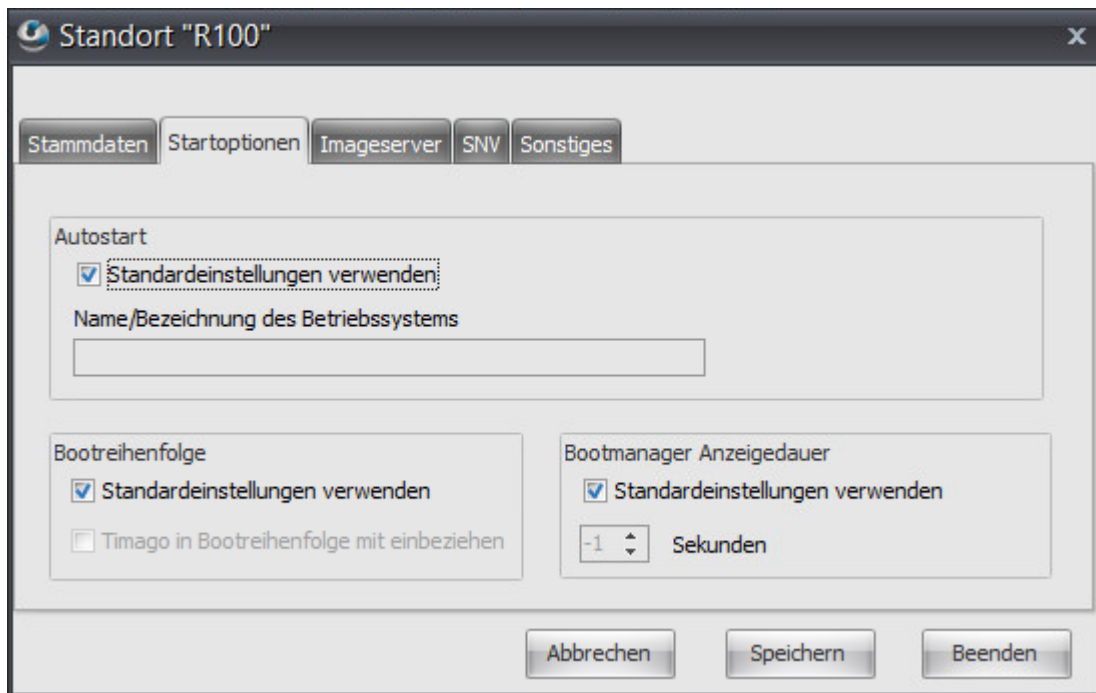 Standort "R100"
x
Stammdaten Startoptionen Imageserver SNV Sonstiges
Autostart
Standardeinstellungen verwenden
Name/Bezeichnung des Betriebssystems
Bootreihenfolge
Standardeinstellungen verwenden
Timago in Bootreihenfolge mit einbeziehen
Bootmanager Anzeigedauer
Standardeinstellungen verwenden
-1 Sekunden
Abbrechen Speichern Beenden